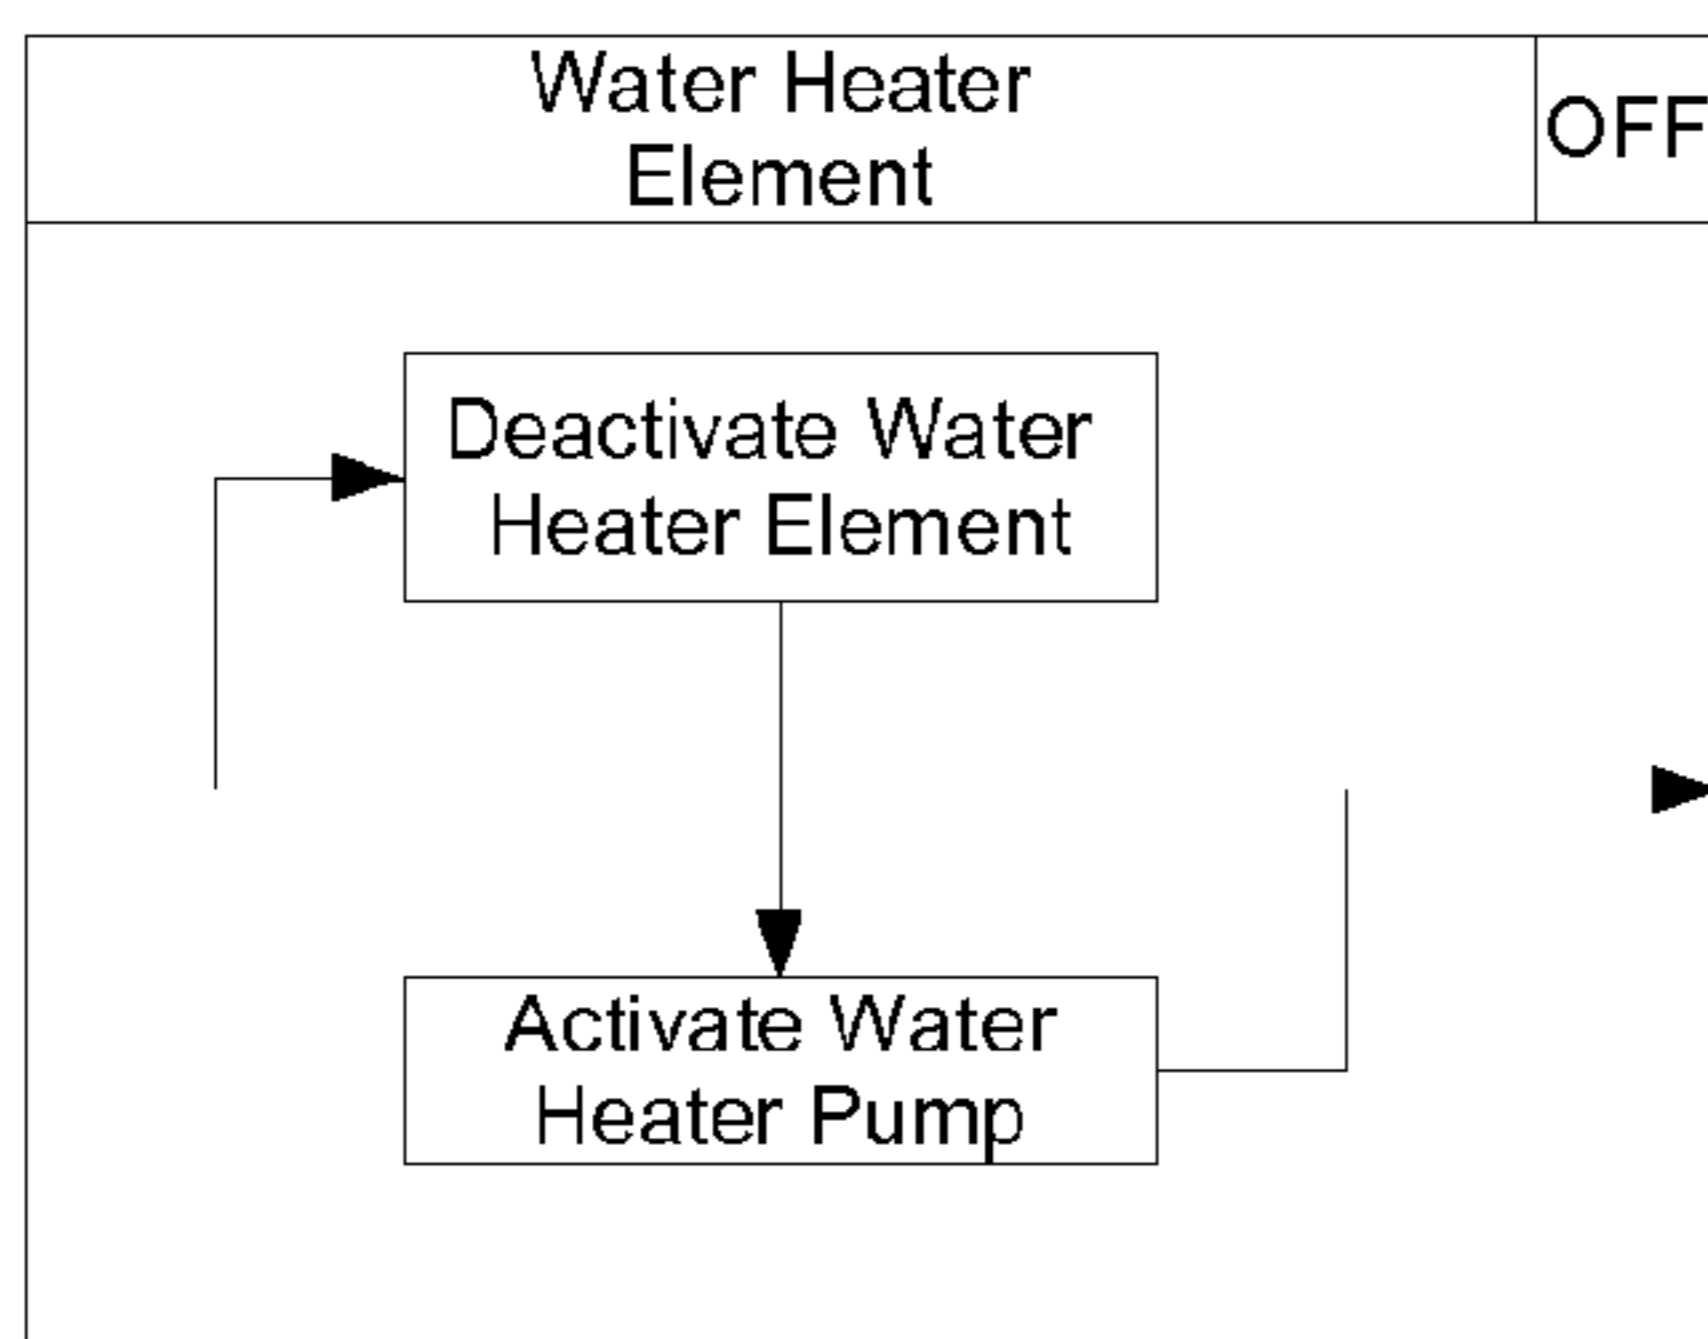 Water Heater
Element
OFF
Deactivate Water
Heater Element
Activate Water
Heater Pump